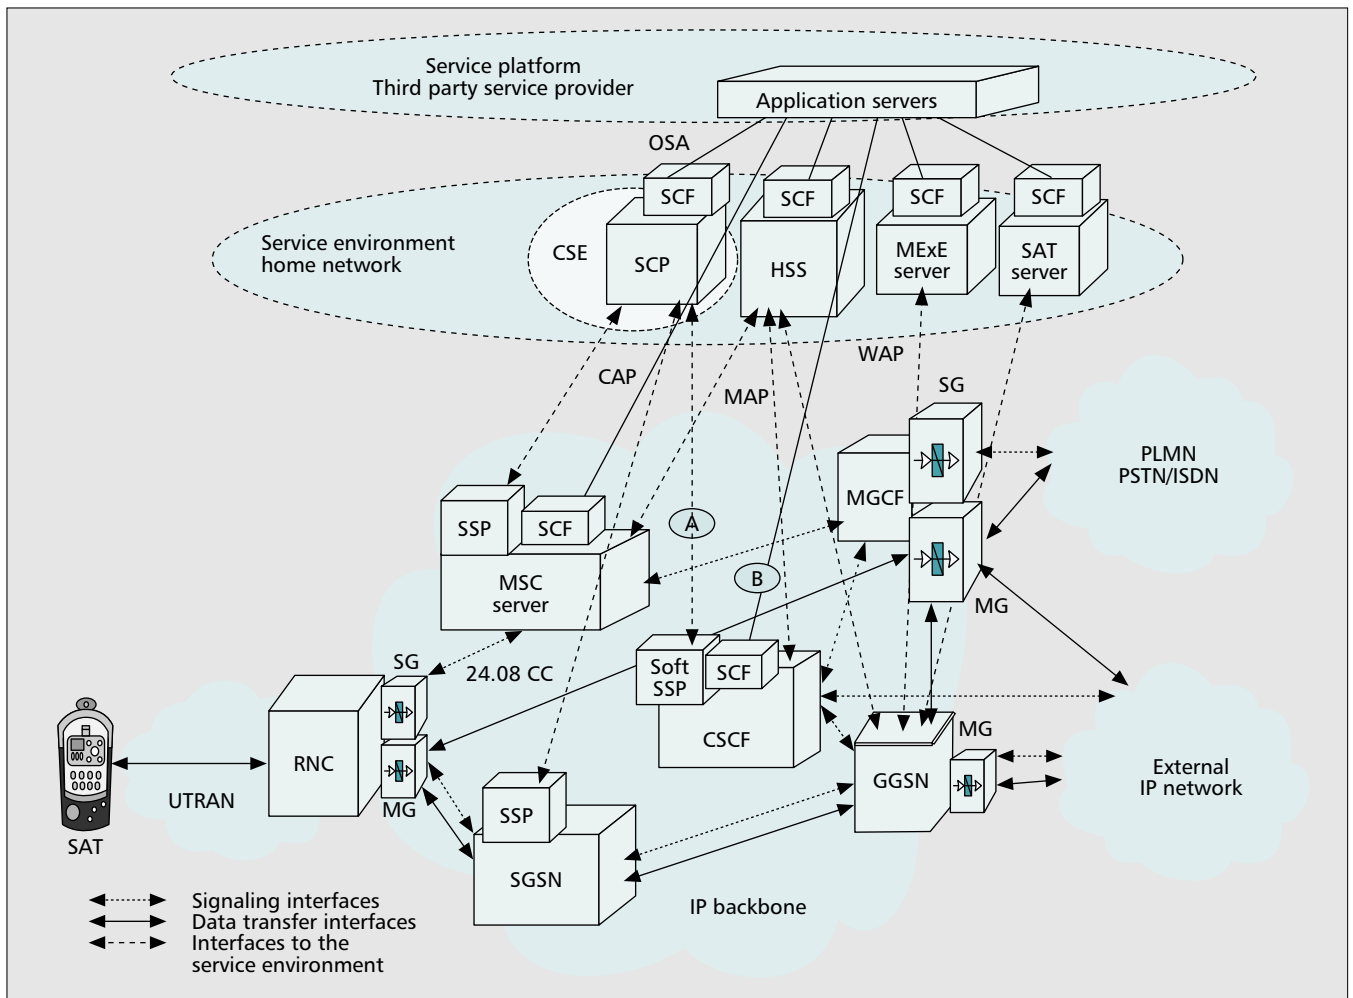 Service platform
Third party service provider
Application servers
OSA
SCF
SCF
SCF
SCF
Service environment
home network
CSE
SCP
HSS
MExE
server
SAT
server
CAP
MAP
WAP
SG
PLMN
PSTN/ISDN
MGCF
SSP
SCF
A
MSC
server
B
MG
SG
24.08 CC
Soft
SSP
SCF
CSCF
MG
RNC
GGSN
External
IP network
UTRAN
MG
SSP
SAT
SGSN
IP backbone
Signaling interfaces
Data transfer interfaces
Interfaces to the
service environment